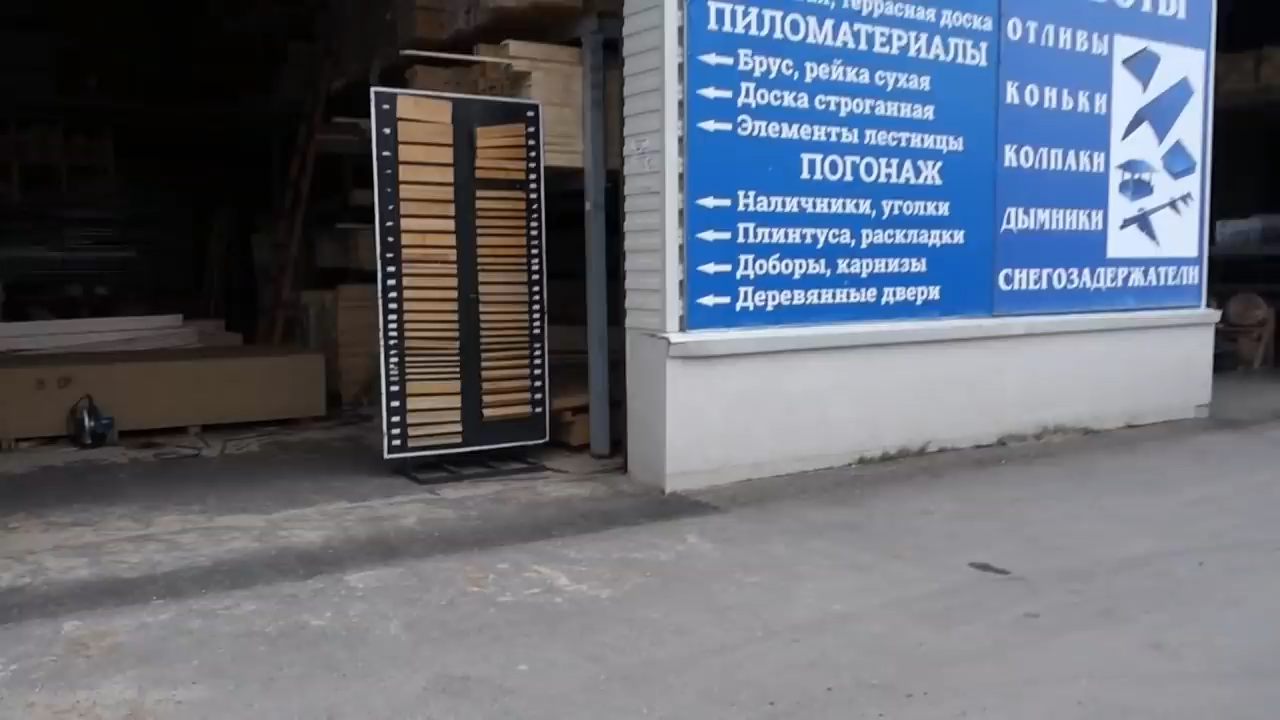 террасная доска
ПИЛОМАТЕРИАЛЫ
Брус, рейка сухая
Доска строганная
Элементы лестницы
ПОГОНАЖ
Наличники, уголки
Плинтуса, раскладки
Доборы, карнизы
Деревянные двери
ОТЛИВЫ
КОНЬКИ
КОЛПАКИ
ДЫМНИКИ
СНЕГОЗАДЕРЖАТЕЛИ